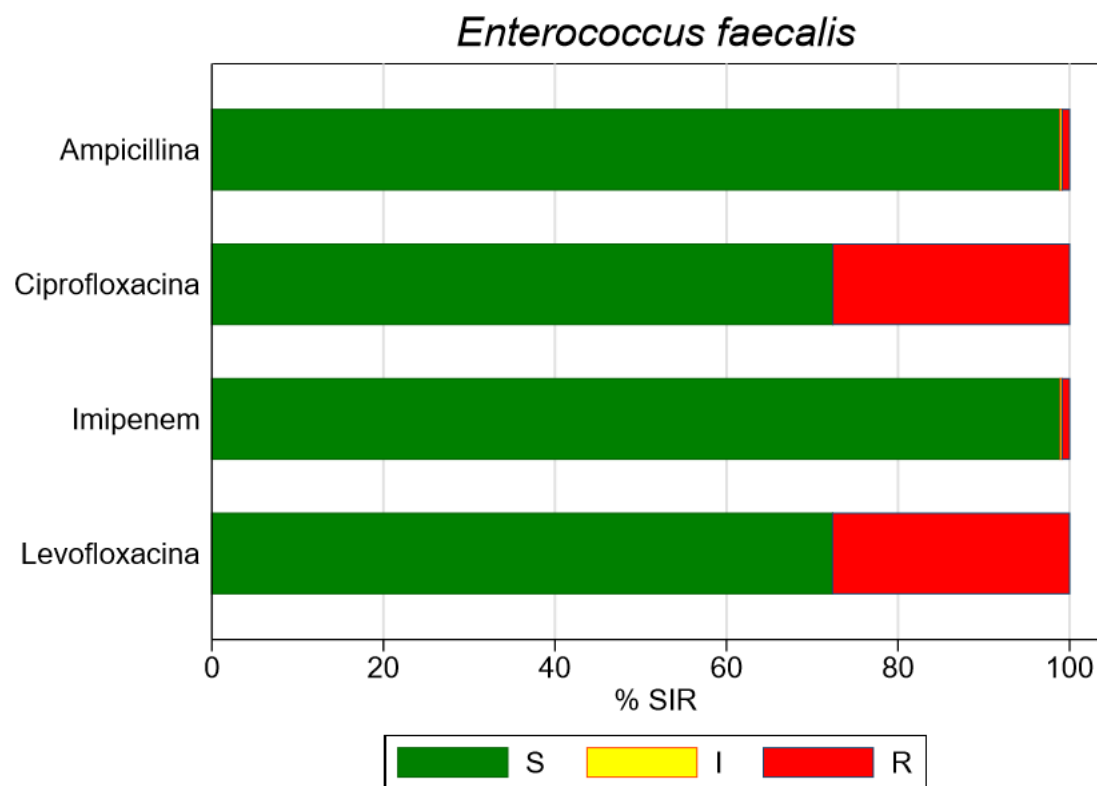 Enterococcus faecalis
Ampicillina
Ciprofloxacina
Imipenem
Levofloxacina
0 20 40 60 80 100
% SIR
S I R